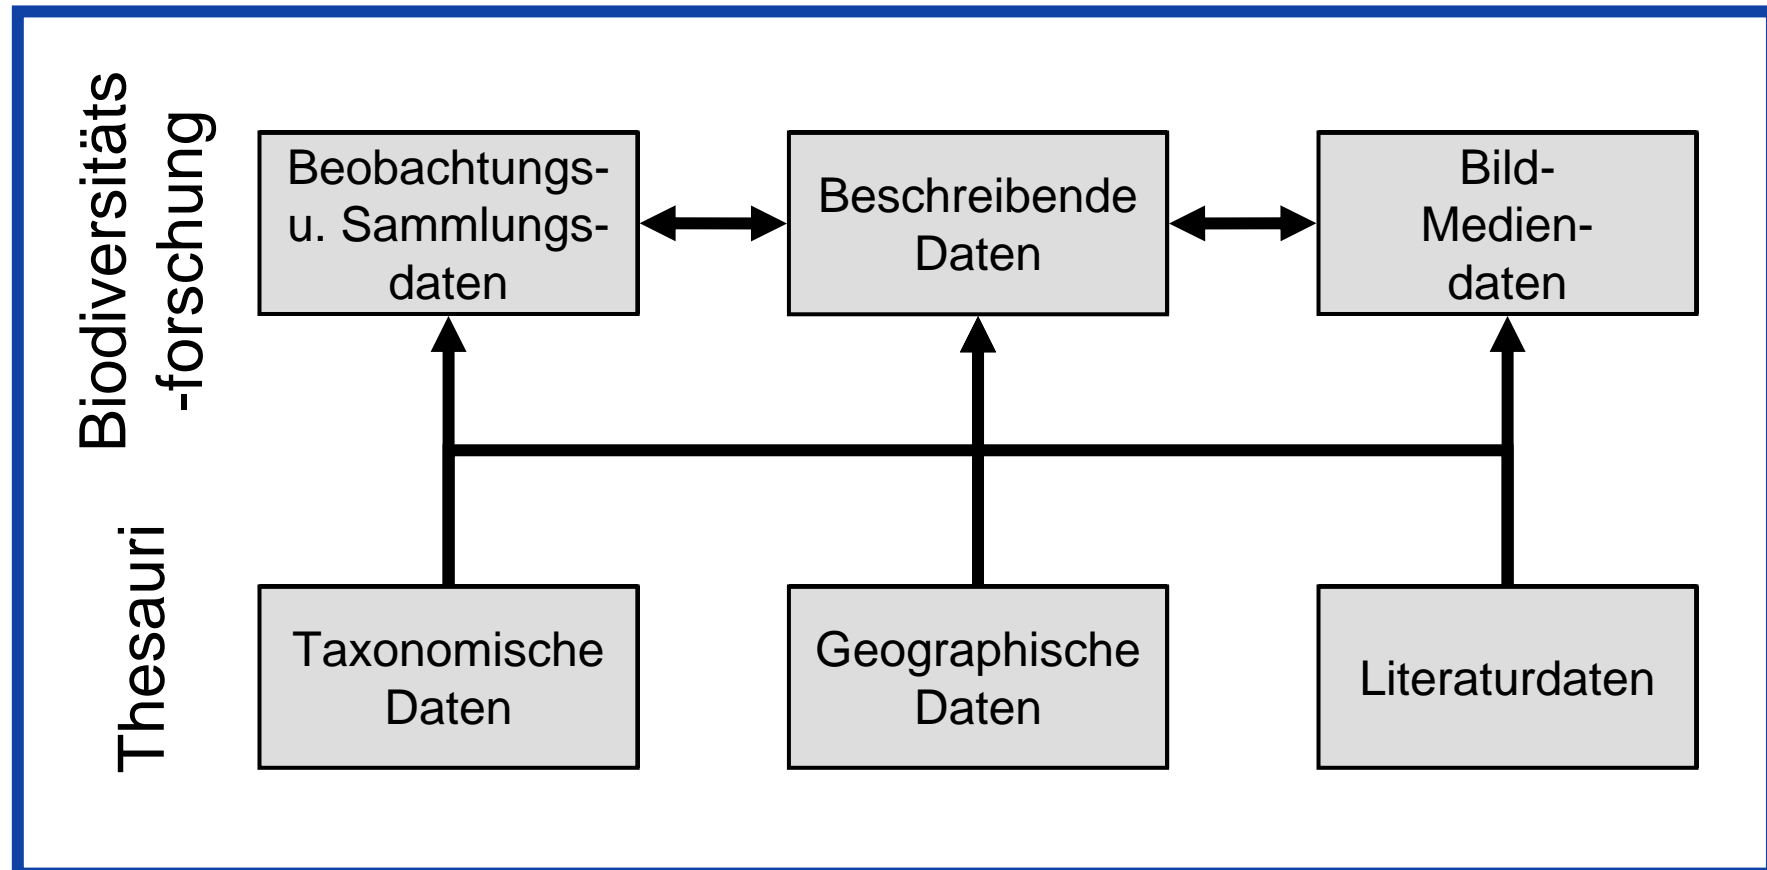 Biodiversitäts
-forschung
Beobachtungs-
u. Sammlungs-
daten
Beschreibende
Daten
Bild-
Medien-
daten
Thesauri
Taxonomische
Daten
Geographische
Daten
Literaturdaten